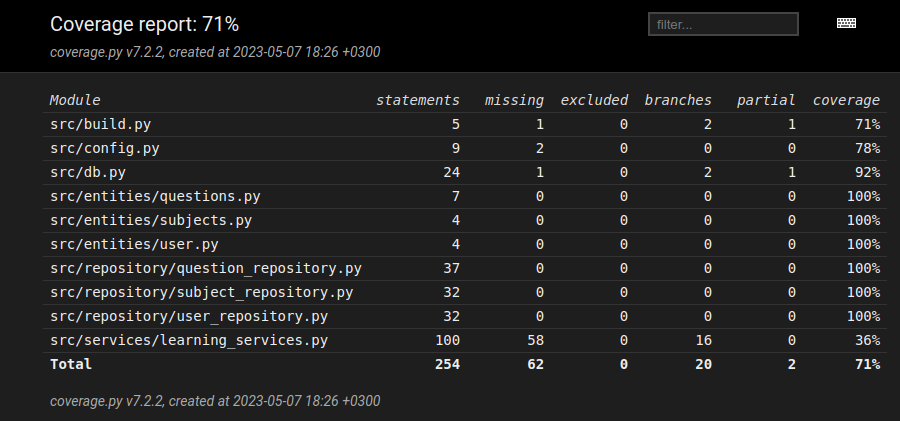 Coverage report: 71%
filter...
coverage.py v7.2.2, created at 2023-05-07 18:26 +0300
Module statements missing excluded branches partial coverage
src/build.py 5 1 0 2 1 71%
src/config.py 9 2 0 0 0 78%
src/db.py 24 1 0 2 1 92%
src/entities/questions.py 7 0 0 0 0 100%
src/entities/subjects.py 4 0 0 0 0 100%
src/entities/user.py 4 0 0 0 0 100%
src/repository/question_repository.py 37 0 0 0 0 100%
src/repository/subject_repository.py 32 0 0 0 0 100%
src/repository/user_repository.py 32 0 0 0 0 100%
src/services/learning_services.py 100 58 0 16 0 36%
Total 254 62 0 20 2 71%
coverage.py v7.2.2, created at 2023-05-07 18:26 +0300